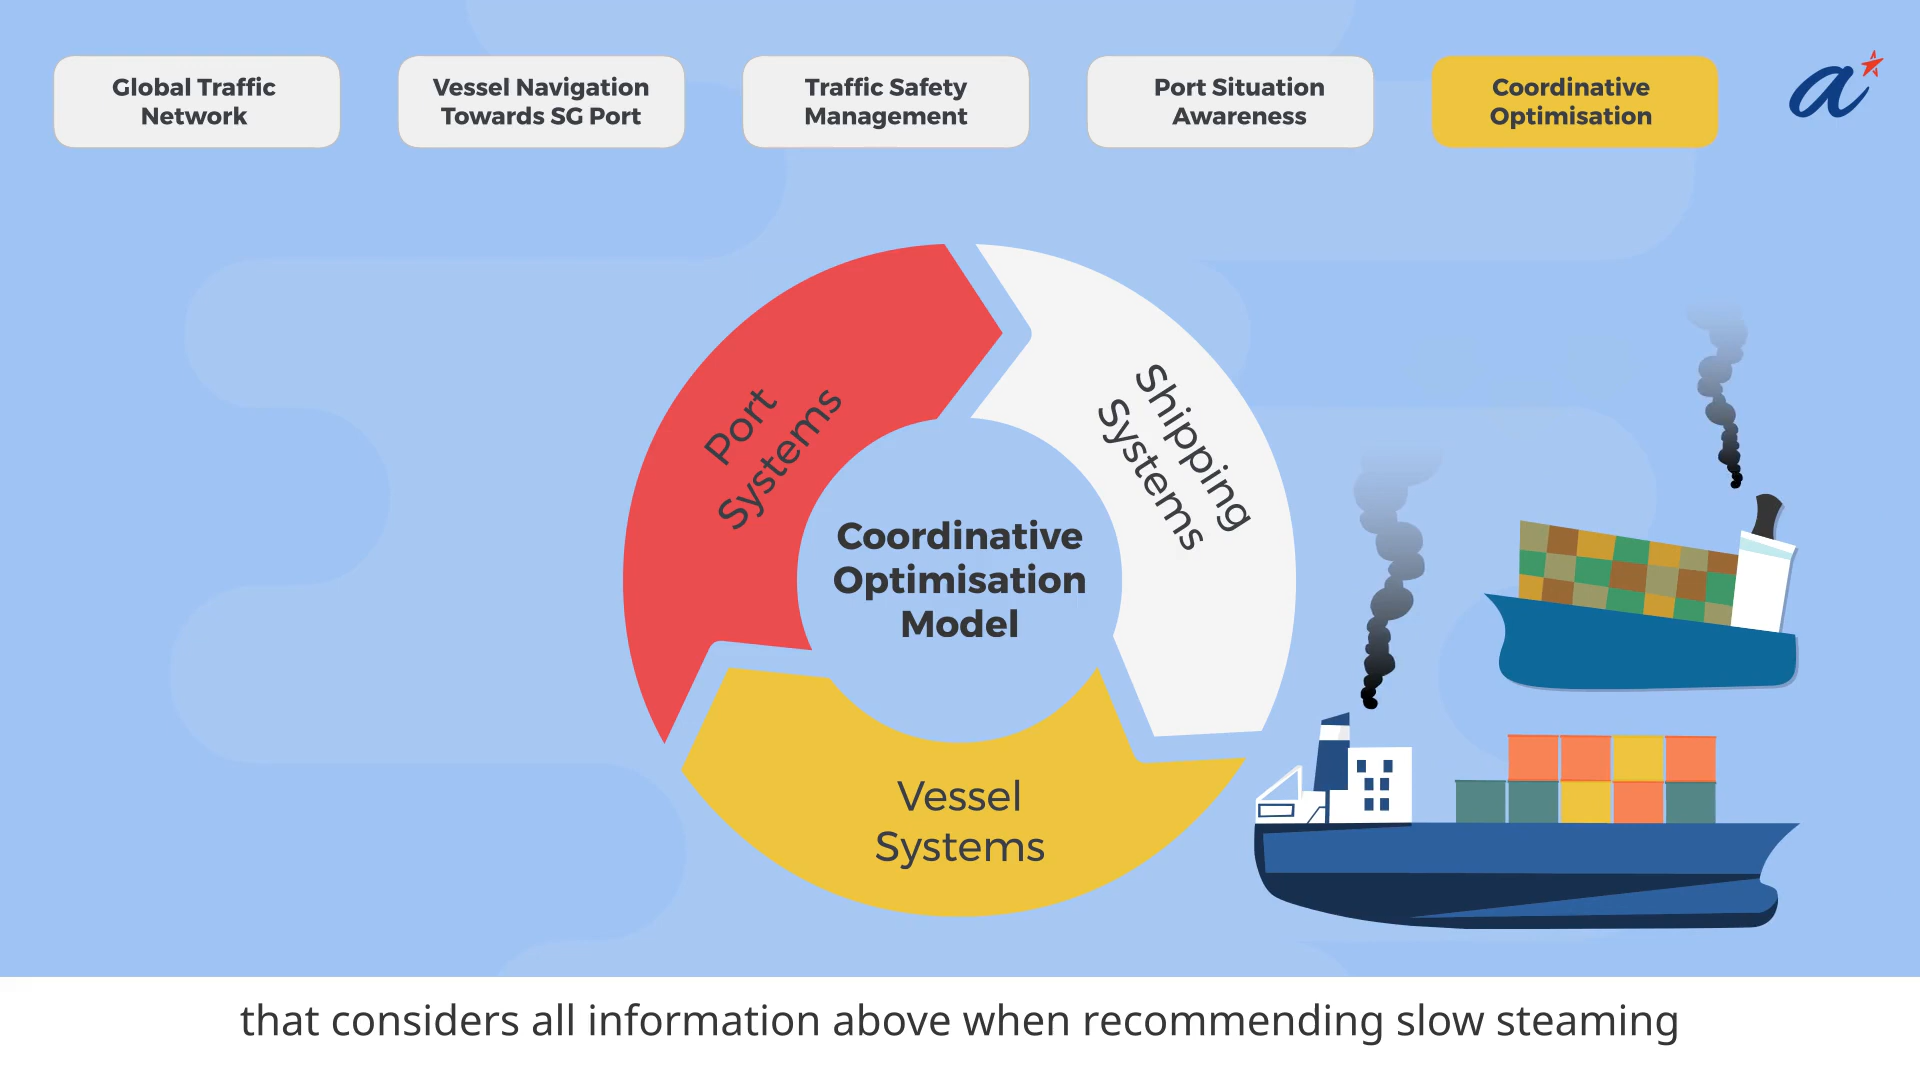 Global Traffic
Network
Vessel Navigation
Towards SG Port
Traffic Safety
Management
Port Situation
Awareness
Coordinative
Optimisation
a
Port
Systems
Shipping
Systems
Coordinative
Optimisation
Model
Vessel
Systems
that considers all information above when recommending slow steaming